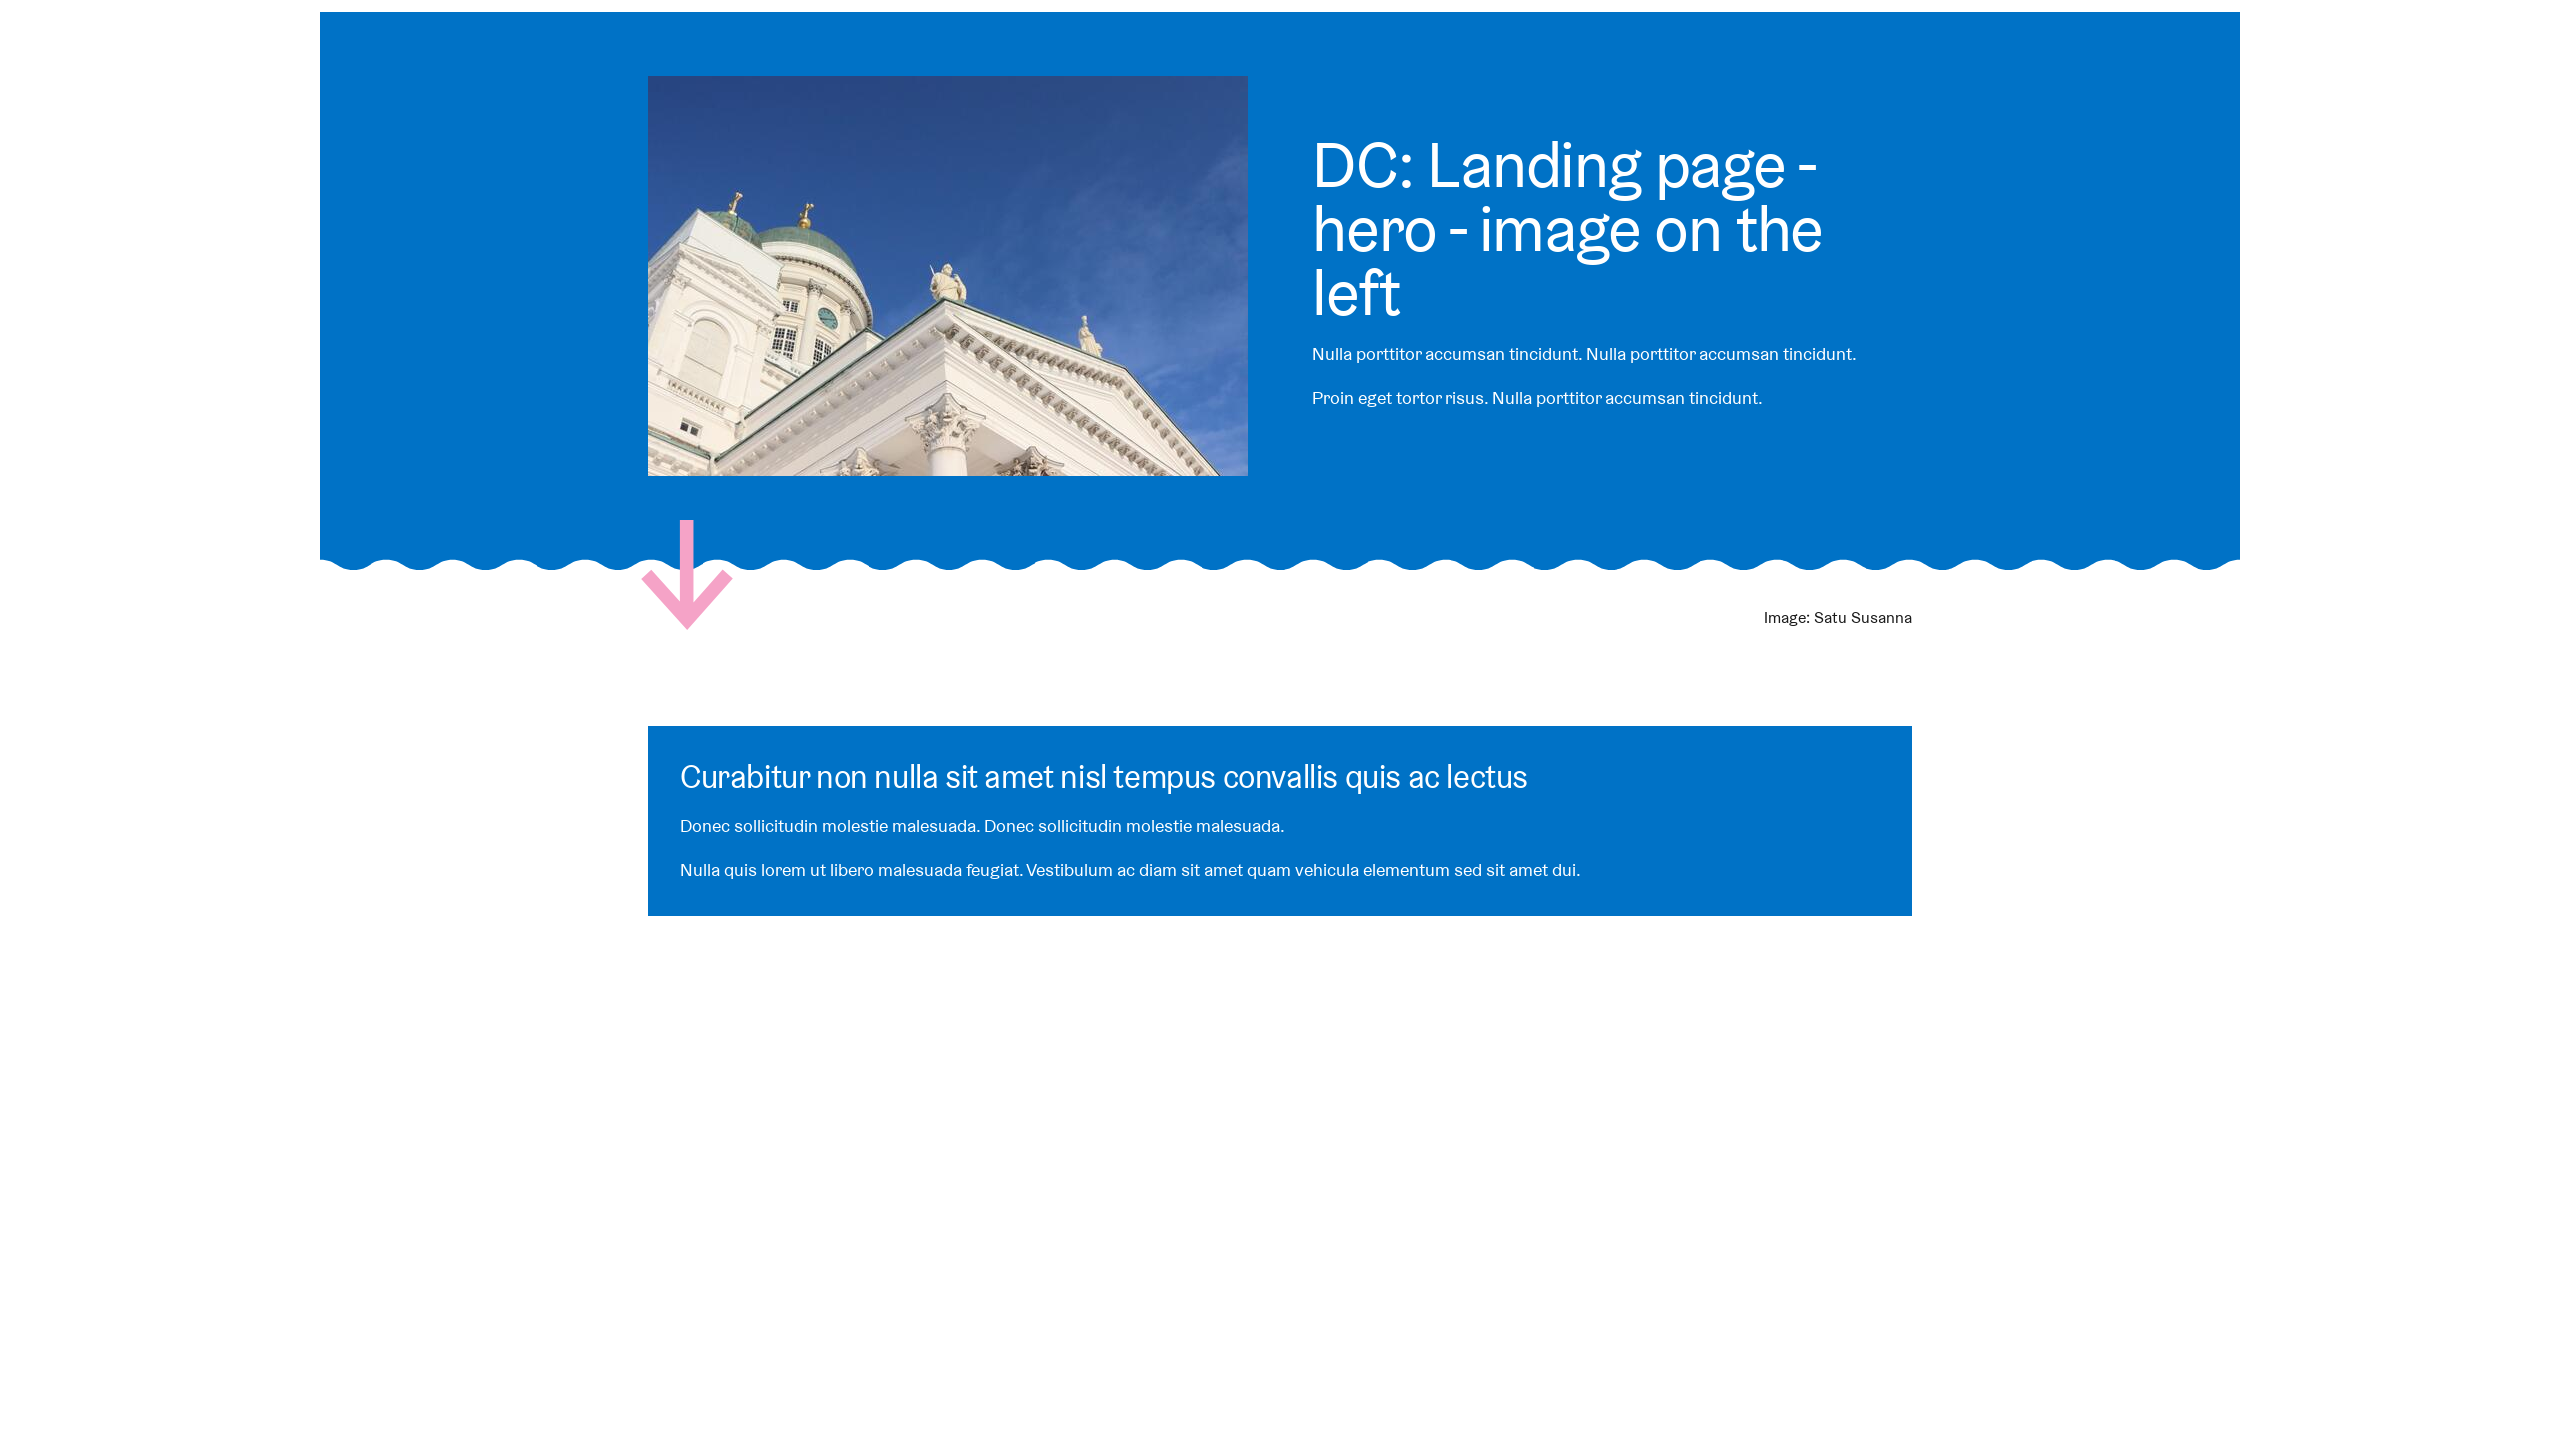 DC: Landing page -
hero - image on the
left
Nulla porttitor accumsan tincidunt. Nulla porttitor accumsan tincidunt.
Proin eget tortor risus. Nulla porttitor accumsan tincidunt.
Image: Satu Susanna
Curabitur non nulla sit amet nisl tempus convallis quis ac lectus
Donec sollicitudin molestie malesuada. Donec sollicitudin molestie malesuada.
Nulla quis lorem ut libero malesuada feugiat. Vestibulum ac diam sit amet quam vehicula elementum sed sit amet dui.